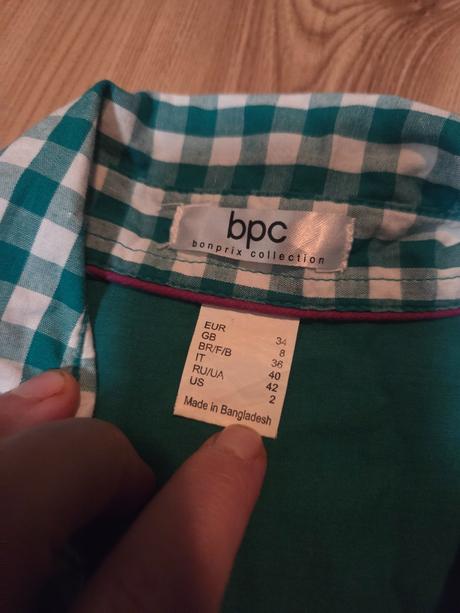 bpc
bonprix collection
EUR 34
GB 8
BR/F/B 36
IT 40
RU/UA 42
US 2
Made in Bangladesh